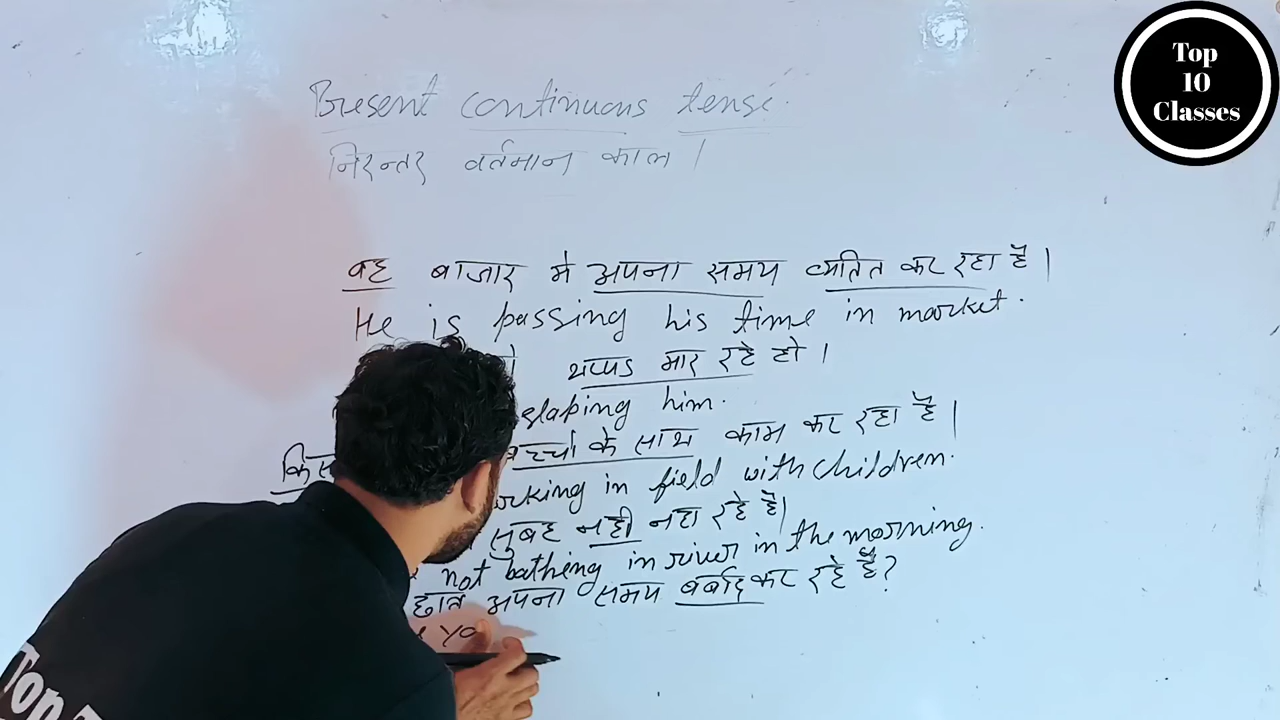 Top
10
Classes
Present continuous tense.
निरन्तर वर्तमान काल।
वह बाजार मे अपना समय व्यतित कर रहा है।
He is passing his time in market.
थप्पड मार रहे हो।
slaping him.
बच्चो के साथ काम कर रहा है।
orking in field with children.
सुबह नही नहा रहे है।
not bathing in river in the morning.
छात्र अपना समय बर्बाद कर रहे है?
Top